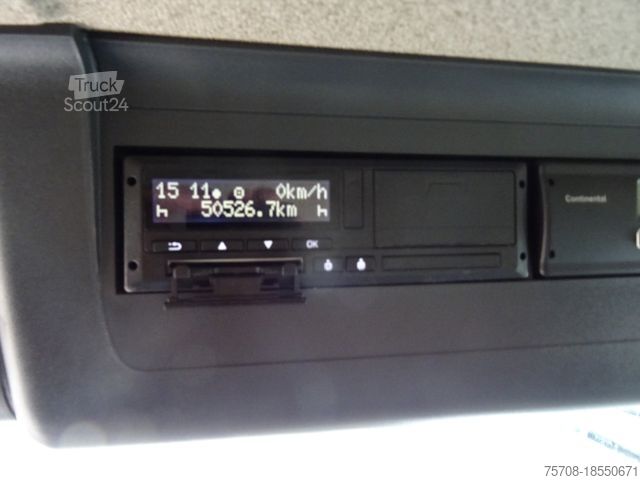 Truck
Scout24
15 11 0km/h
50526.7km
OK
Continental
75708-18550671